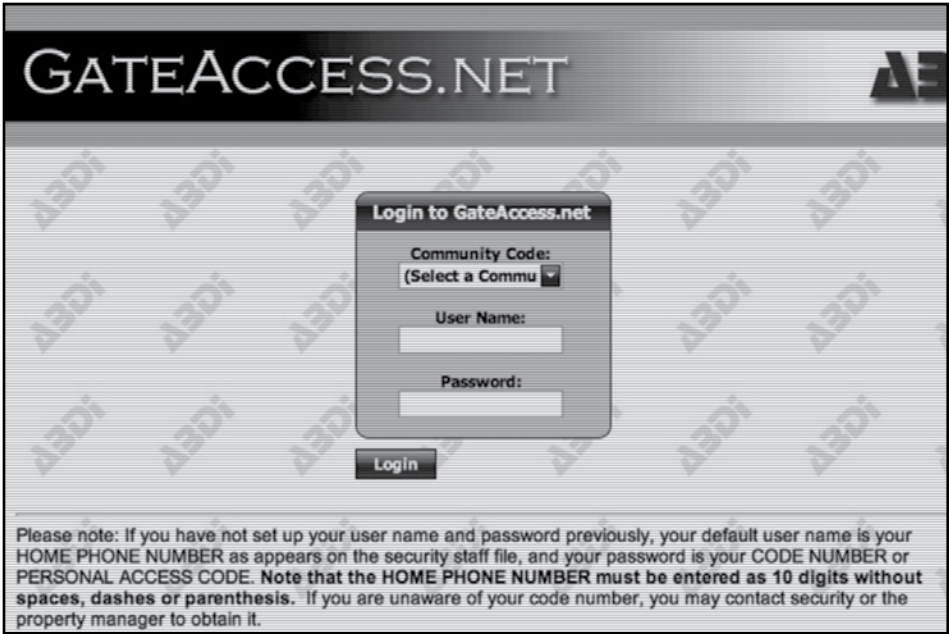 GATEACCESS.NET
Login to GateAccess.net
Community Code:
(Select a Commu
User Name:
Password:
Login
Please note: If you have not set up your user name and password previously, your default user name is your
HOME PHONE NUMBER as appears on the security staff file, and your password is your CODE NUMBER or
PERSONAL ACCESS CODE. Note that the HOME PHONE NUMBER must be entered as 10 digits without
spaces, dashes or parenthesis. If you are unaware of your code number, you may contact security or the
property manager to obtain it.